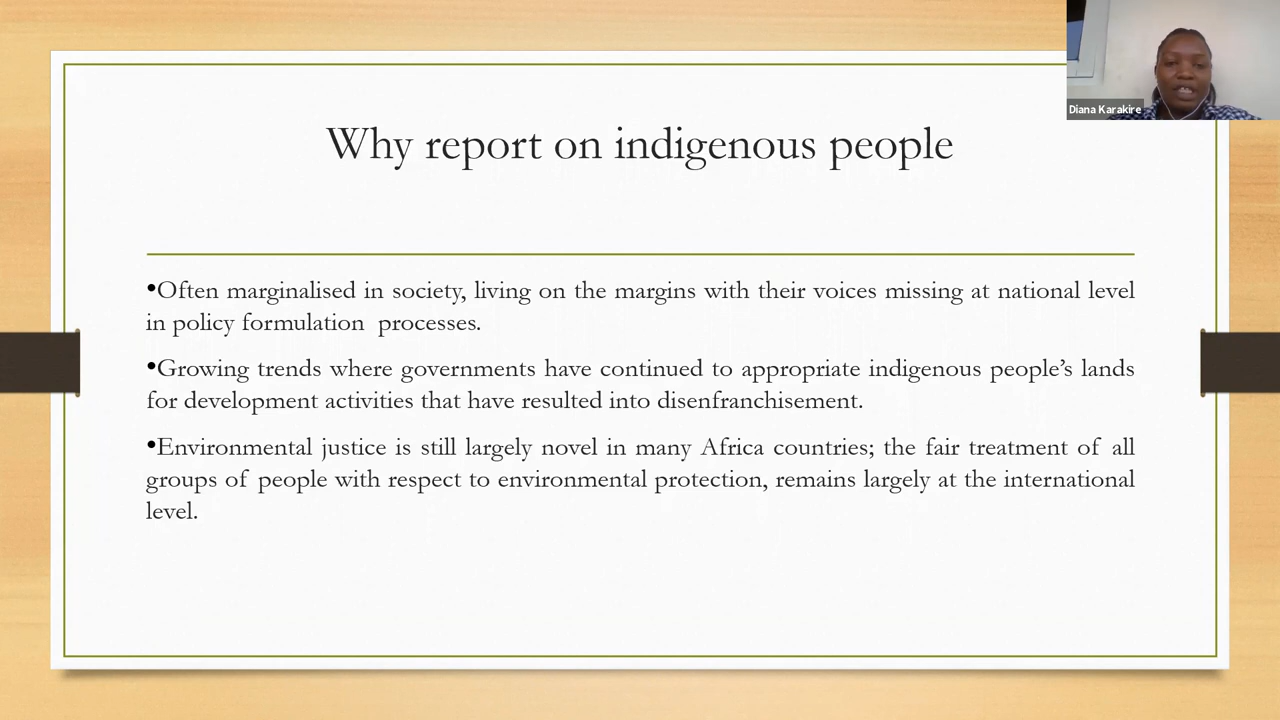 Diana Karakire
Why report on indigenous people
•Often marginalised in society, living on the margins with their voices missing at national level
in policy formulation  processes.
•Growing trends where governments have continued to appropriate indigenous people’s lands
for development activities that have resulted into disenfranchisement.
•Environmental justice is still largely novel in many Africa countries; the fair treatment of all
groups of people with respect to environmental protection, remains largely at the international
level.